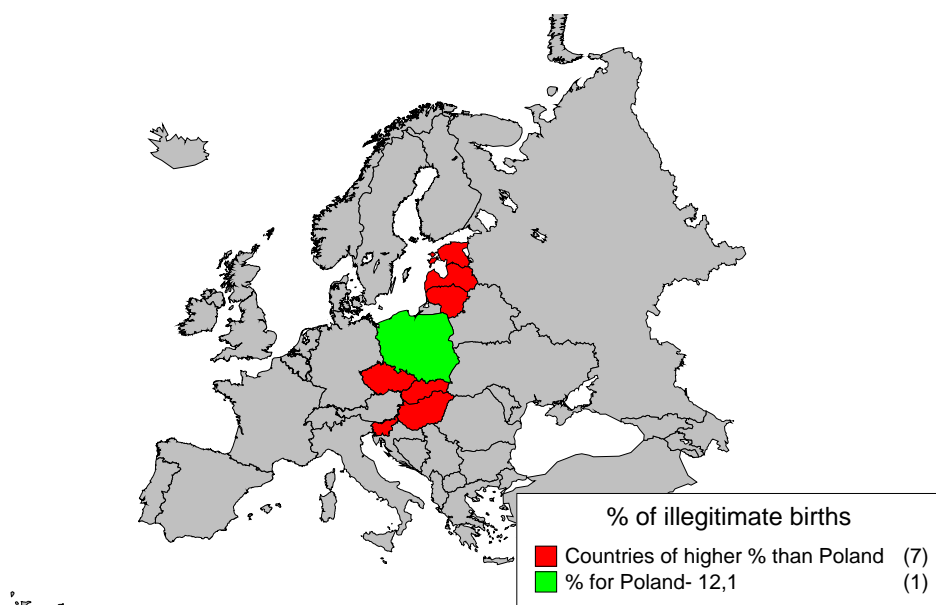 % of illegitimate births
Countries of higher % than Poland (7)
% for Poland- 12,1 (1)